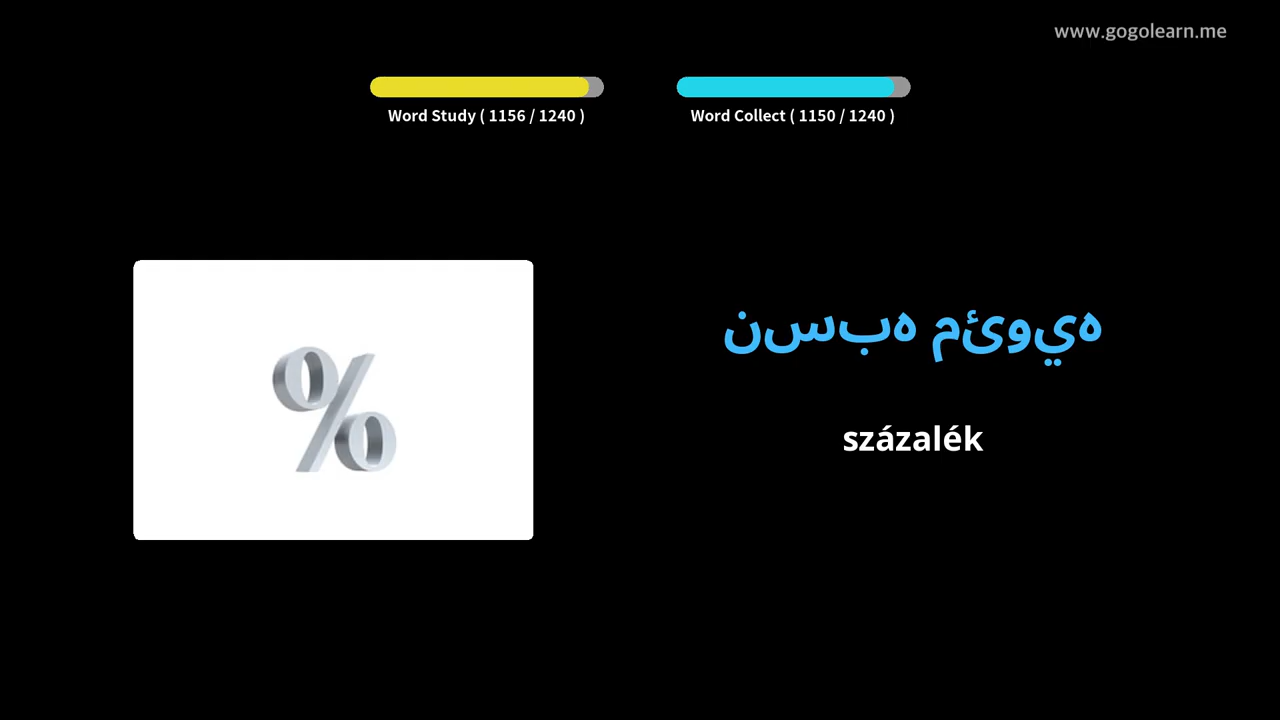 www.gogolearn.me
Word Study ( 1156 / 1240 )
Word Collect ( 1150 / 1240 )
%
نسبه مئويه
százalék